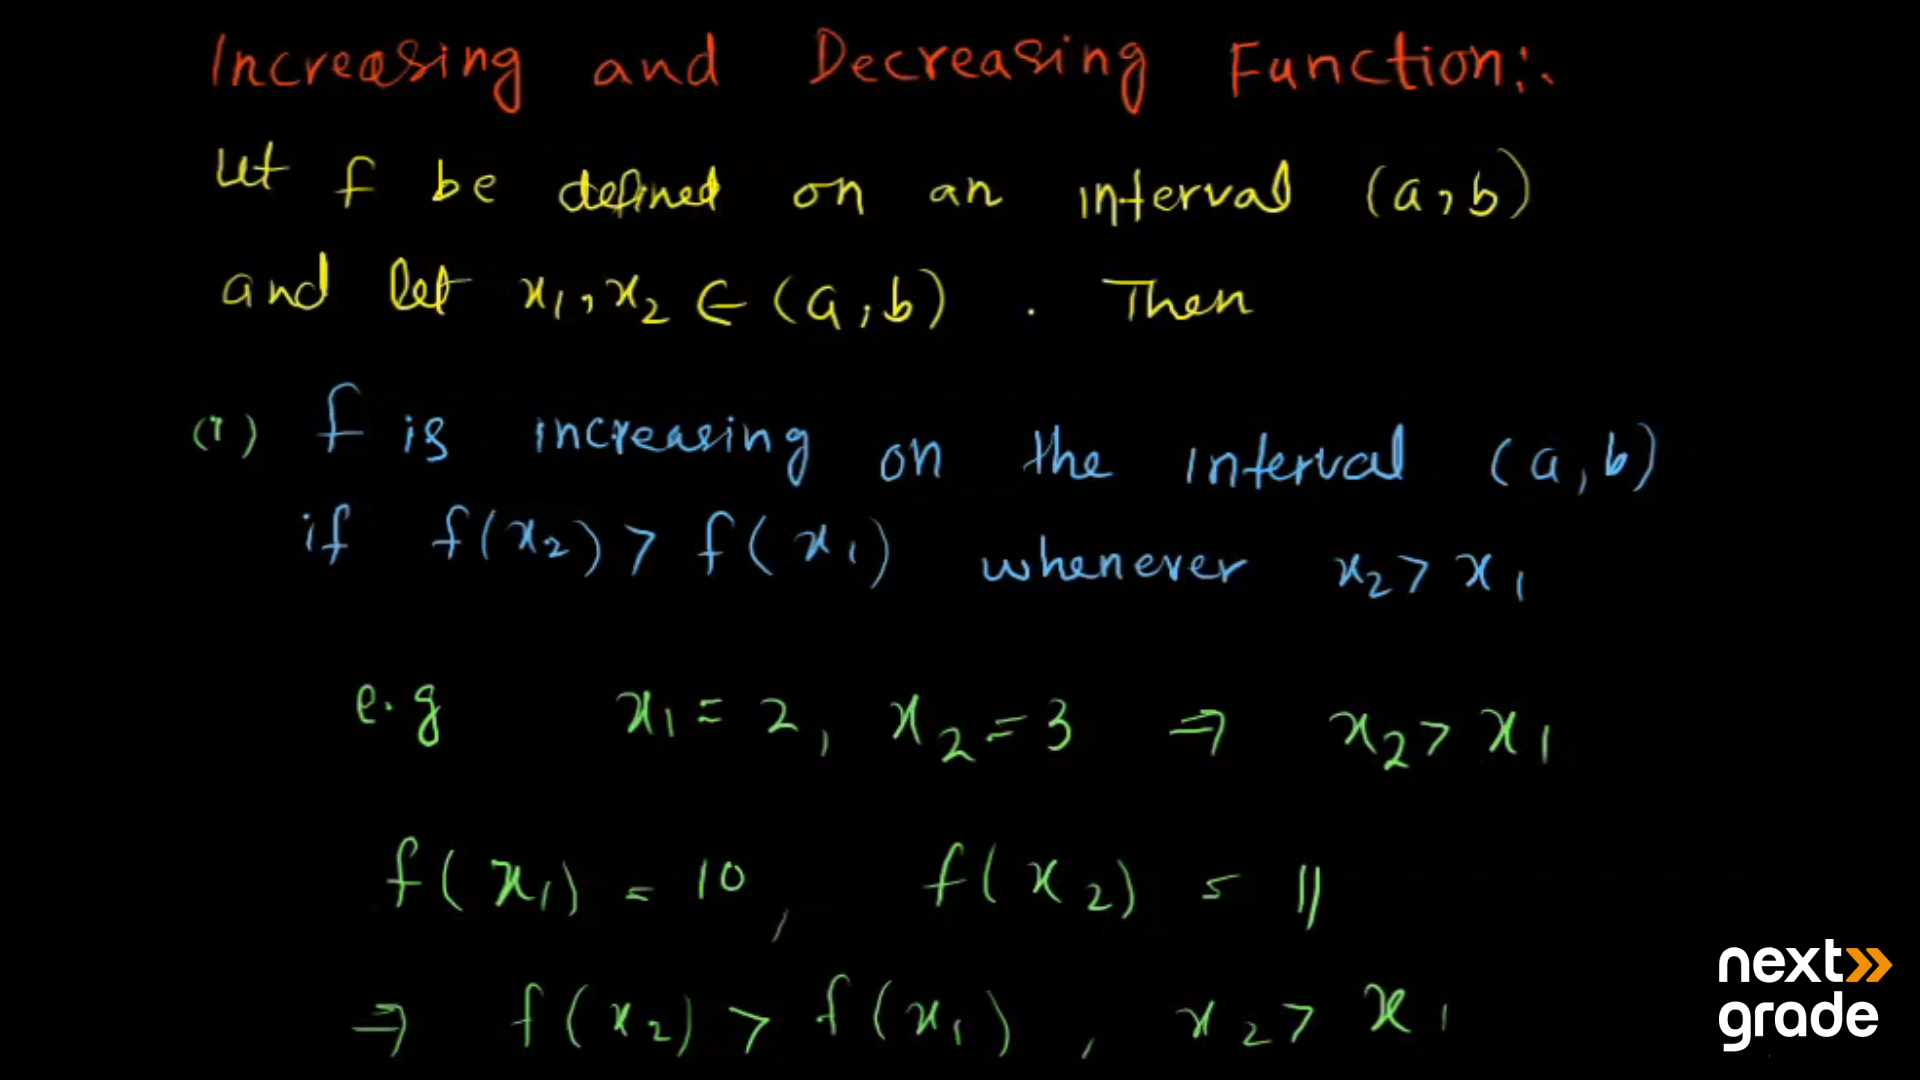 Increasing and Decreasing Function:.
Let f be defined on an interval (a,b)
and let x₁,x₂ ∈ (a,b) . Then
(i) f is increasing on the interval (a,b)
if f(x₂) > f(x₁) whenever x₂ > x₁
e.g x₁ = 2, x₂ = 3 ⇒ x₂ > x₁
f(x₁) = 10, f(x₂) = 11
⇒ f(x₂) > f(x₁), x₂ > x₁
next
grade